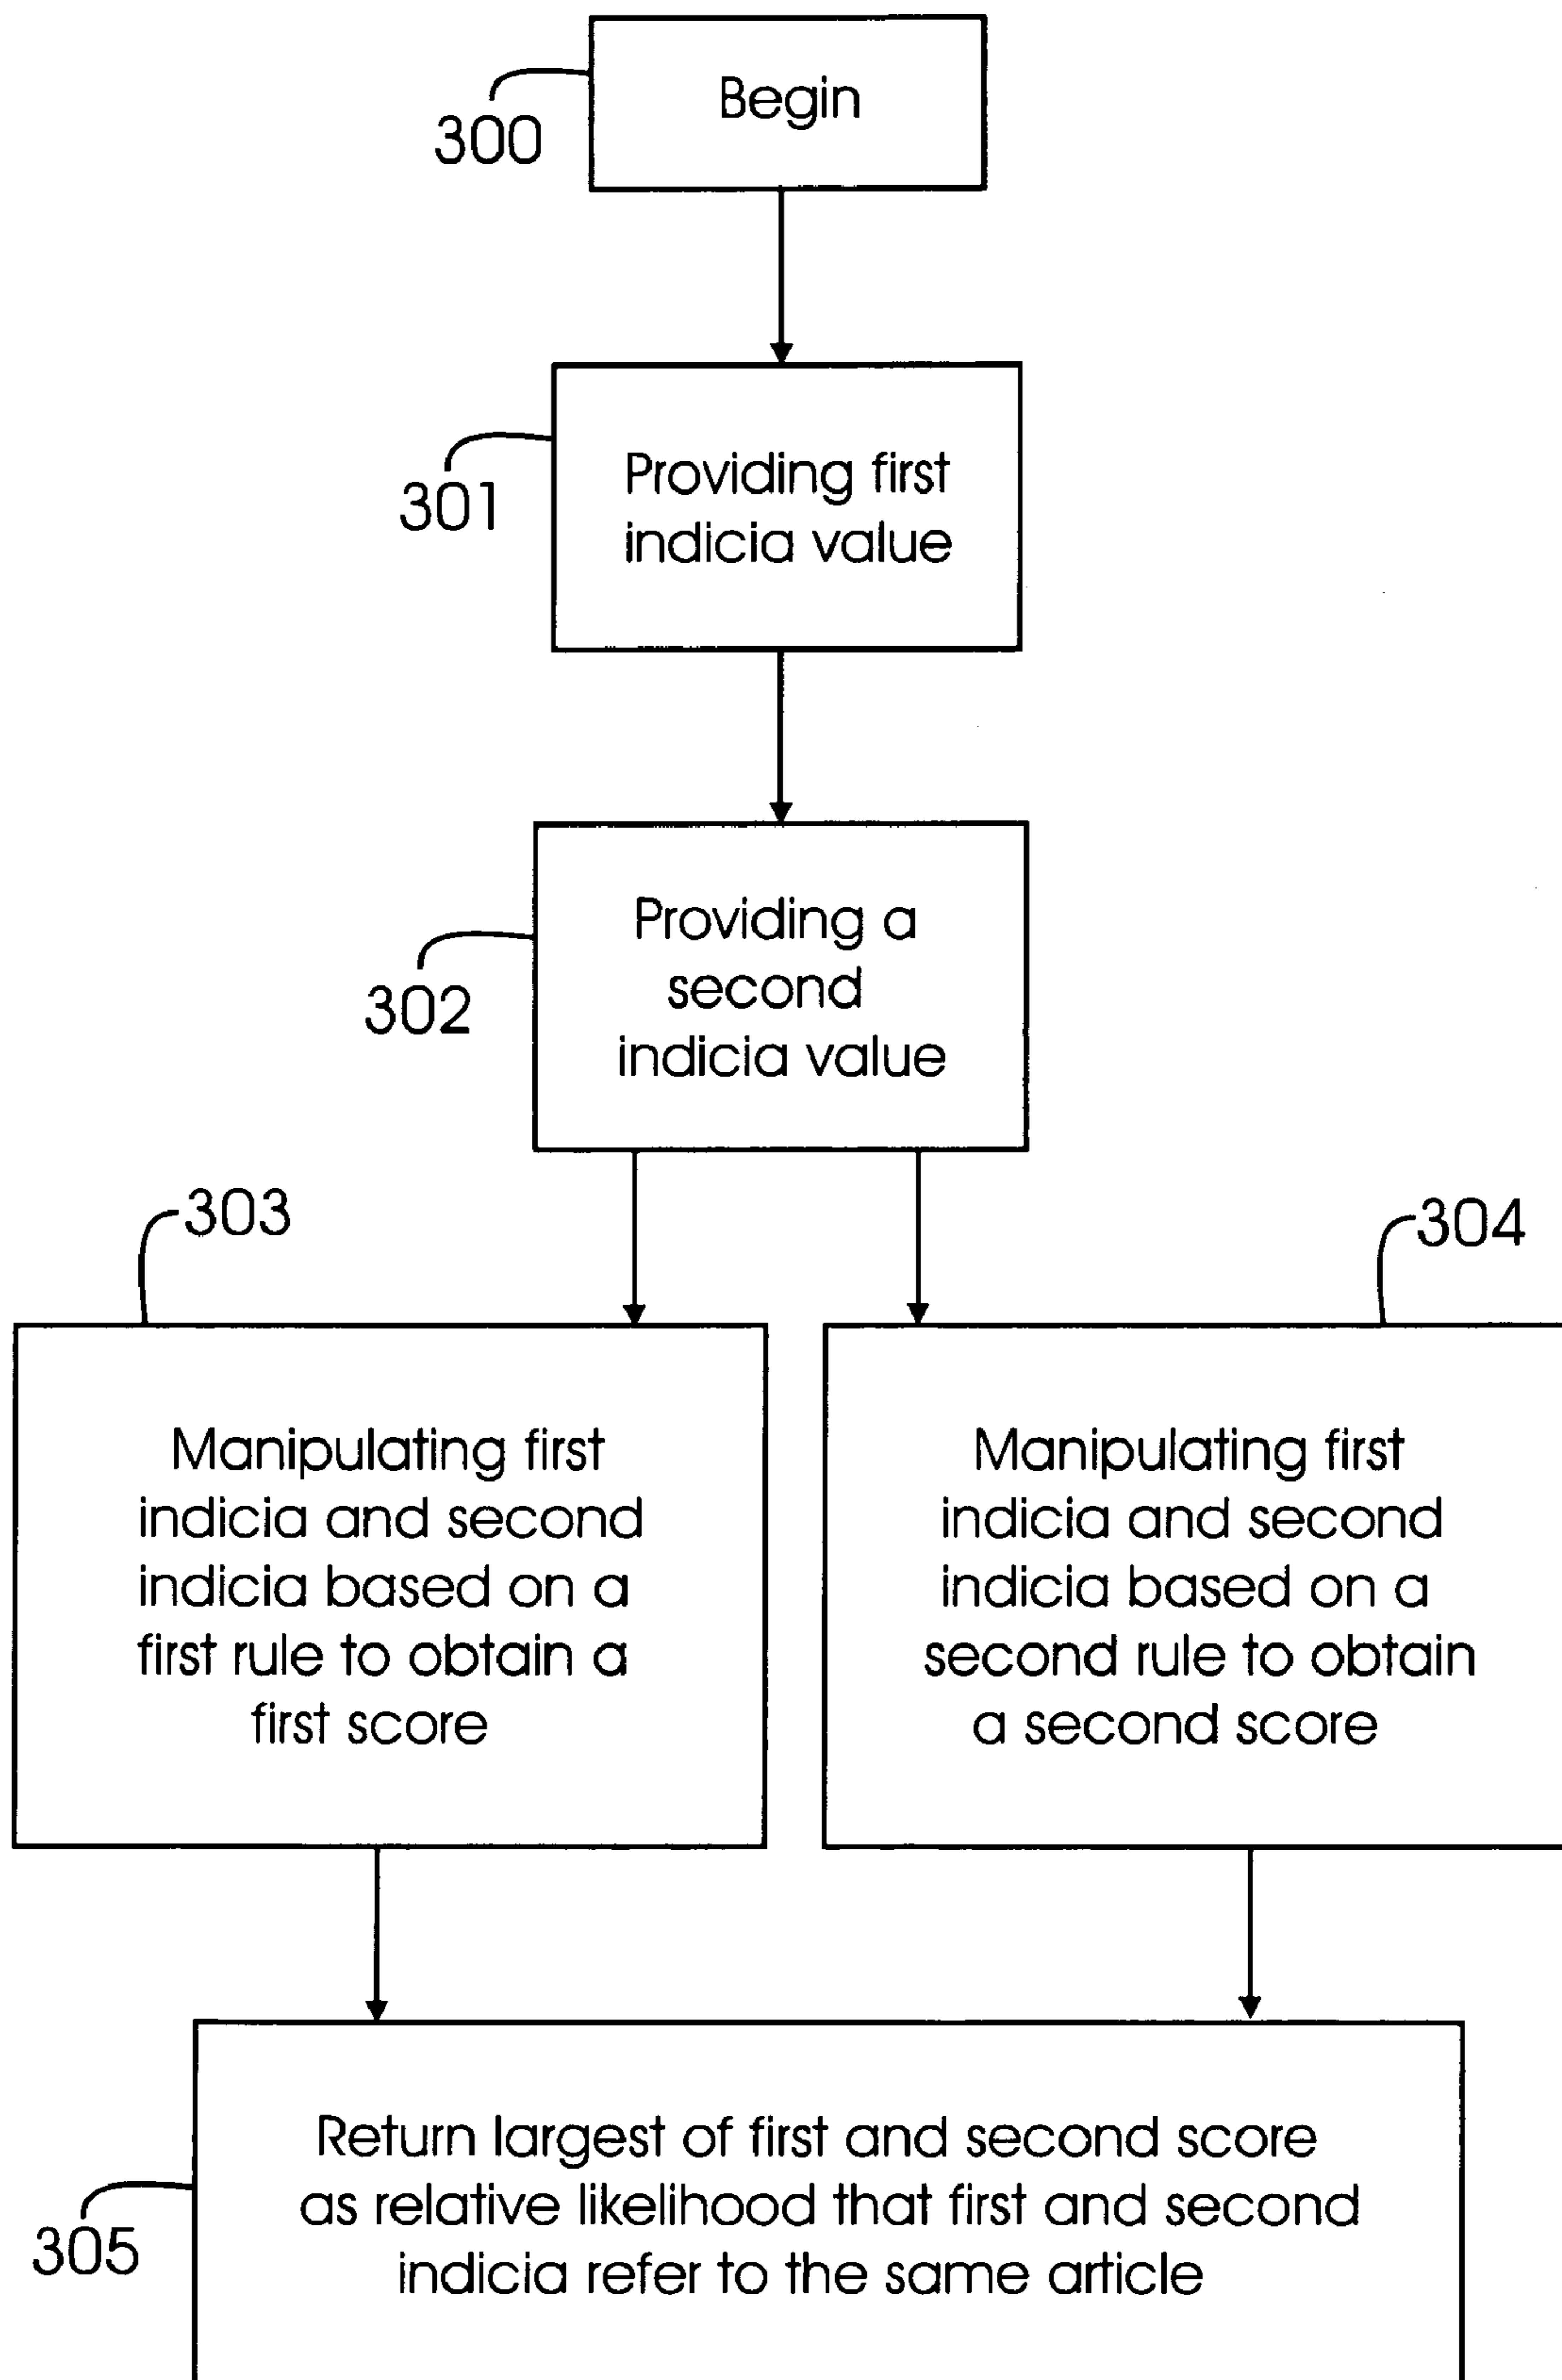 Begin
300
Providing first
indicia value
301
Providing a
second
indicia value
302
303
304
Manipulating first
indicia and second
indicia based on a
first rule to obtain a
first score
Manipulating first
indicia and second
indicia based on a
second rule to obtain
a second score
Return largest of first and second score
as relative likelihood that first and second
indicia refer to the same article
305